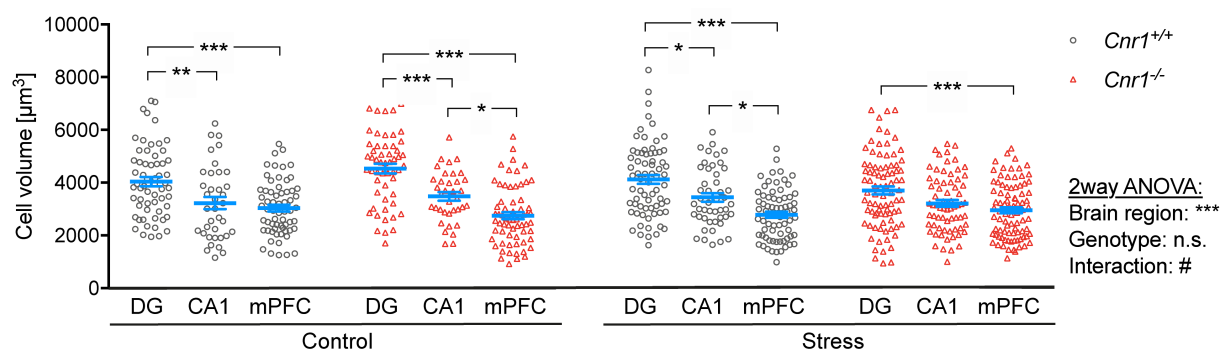 10000
8000
6000
4000
2000
0
Cell volume [µm³]
***
**
***
***
*
***
*
*
***
DG CA1 mPFC DG CA1 mPFC DG CA1 mPFC DG CA1 mPFC
Control Stress
Cnr1+/+
Cnr1-/-
2way ANOVA:
Brain region: ***
Genotype: n.s.
Interaction: #